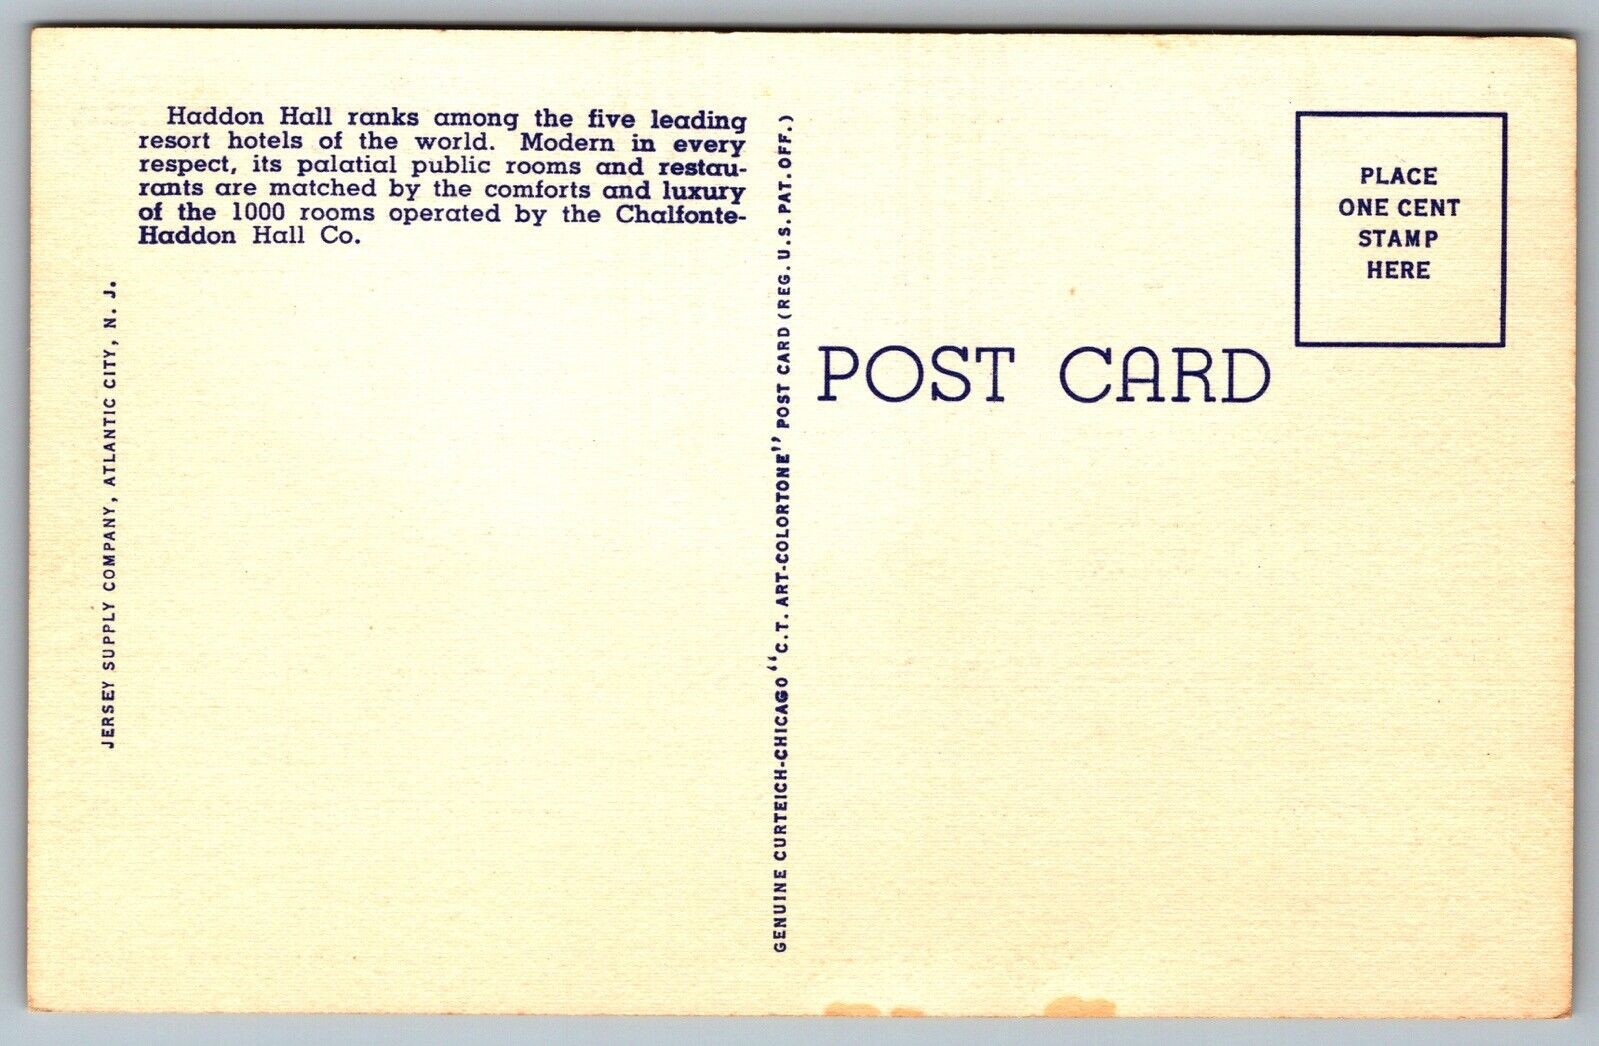 Haddon Hall ranks among the five leading
resort hotels of the world. Modern in every
respect, its palatial public rooms and restau-
rants are matched by the comforts and luxury
of the 1000 rooms operated by the Chalfonte-
Haddon Hall Co.
JERSEY SUPPLY COMPANY, ATLANTIC CITY, N. J.
GENUINE CURTEICH-CHICAGO "C.T. ART-COLORTONE" POST CARD (REG. U.S. PAT. OFF.)
POST CARD
PLACE
ONE CENT
STAMP
HERE